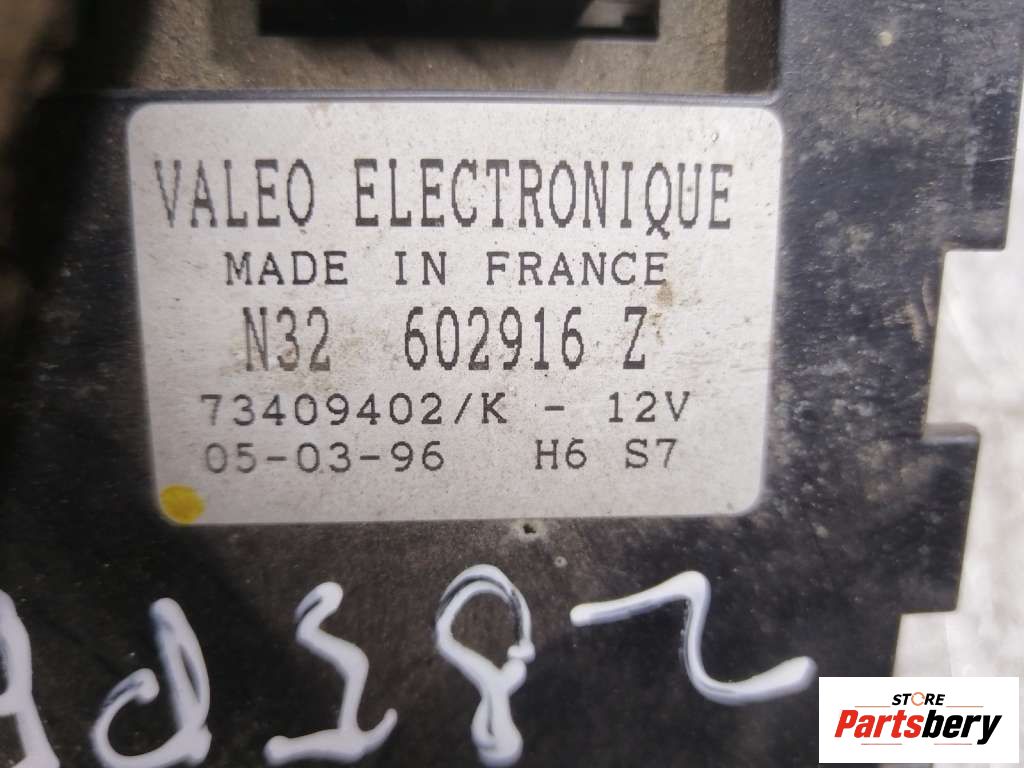 VALEO ELECTRONIQUE
MADE IN FRANCE
N32 602916 Z
73409402/K - 12V
05-03-96 H6 S7
STORE
Partsbery